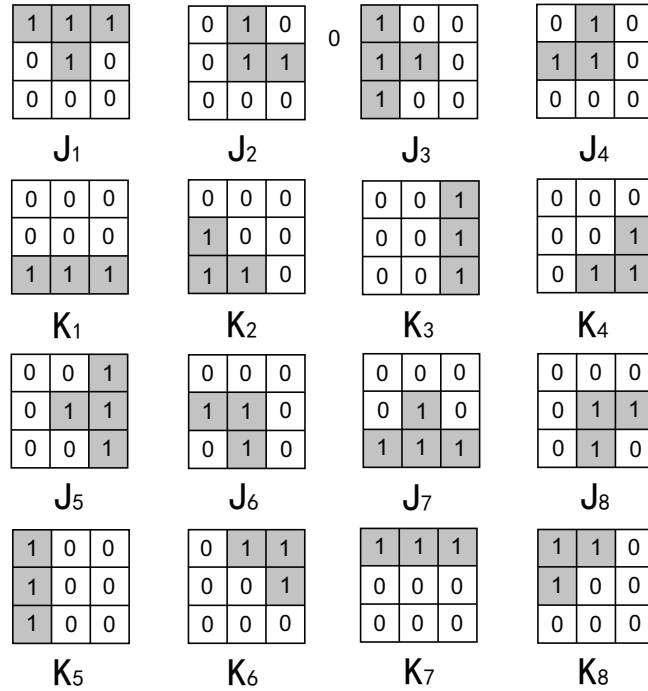 1 1 1 0 1 0 1 0 0 0 1 0
0 1 0 0 1 1 0 1 1 0 1 1 0
0 0 0 0 0 0 1 0 0 0 0 0
J1 J2 J3 J4
0 0 0 0 0 0 0 0 1 0 0 0
0 0 0 1 0 0 0 0 1 0 0 1
1 1 1 1 1 0 0 0 1 0 1 1
K1 K2 K3 K4
0 0 1 0 0 0 0 0 0 0 0 0
0 1 1 1 1 0 0 1 0 0 1 1
0 0 1 0 1 0 1 1 1 0 1 0
J5 J6 J7 J8
1 0 0 0 1 1 1 1 1 1 1 0
1 0 0 0 0 1 0 0 0 1 0 0
1 0 0 0 0 0 0 0 0 0 0 0
K5 K6 K7 K8